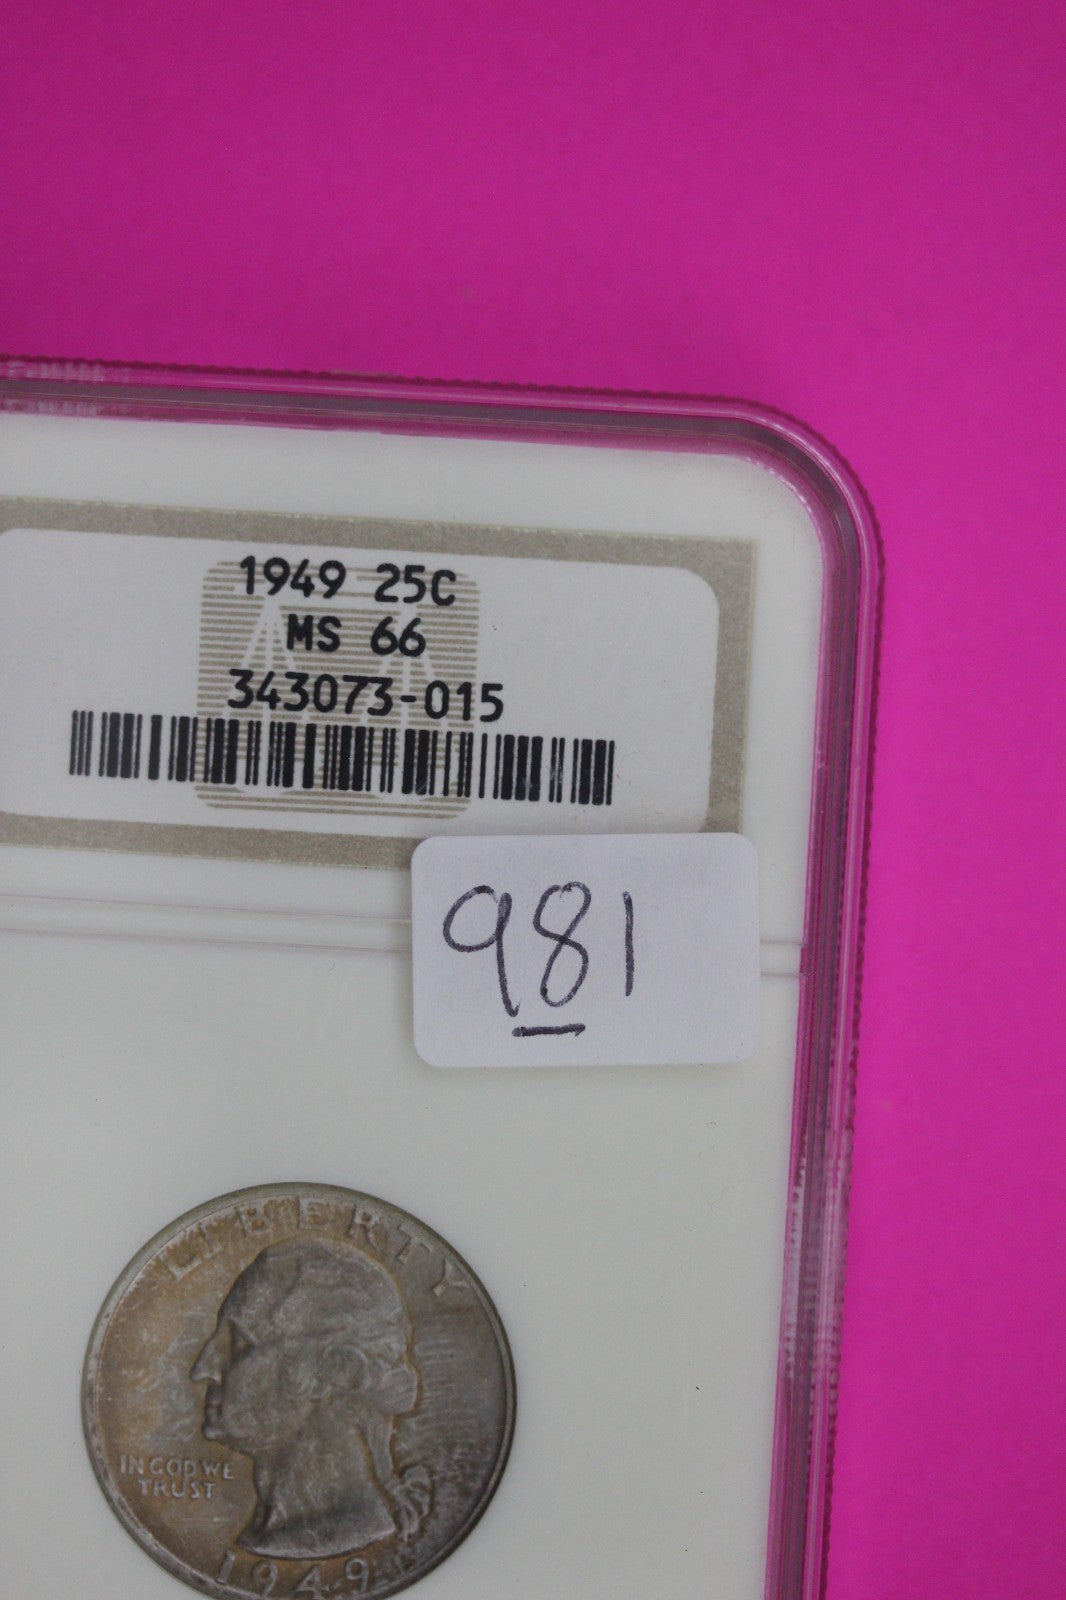 1949 25C
MS 66
343073-015
981
LIBERTY
IN GOD WE
TRUST
1949